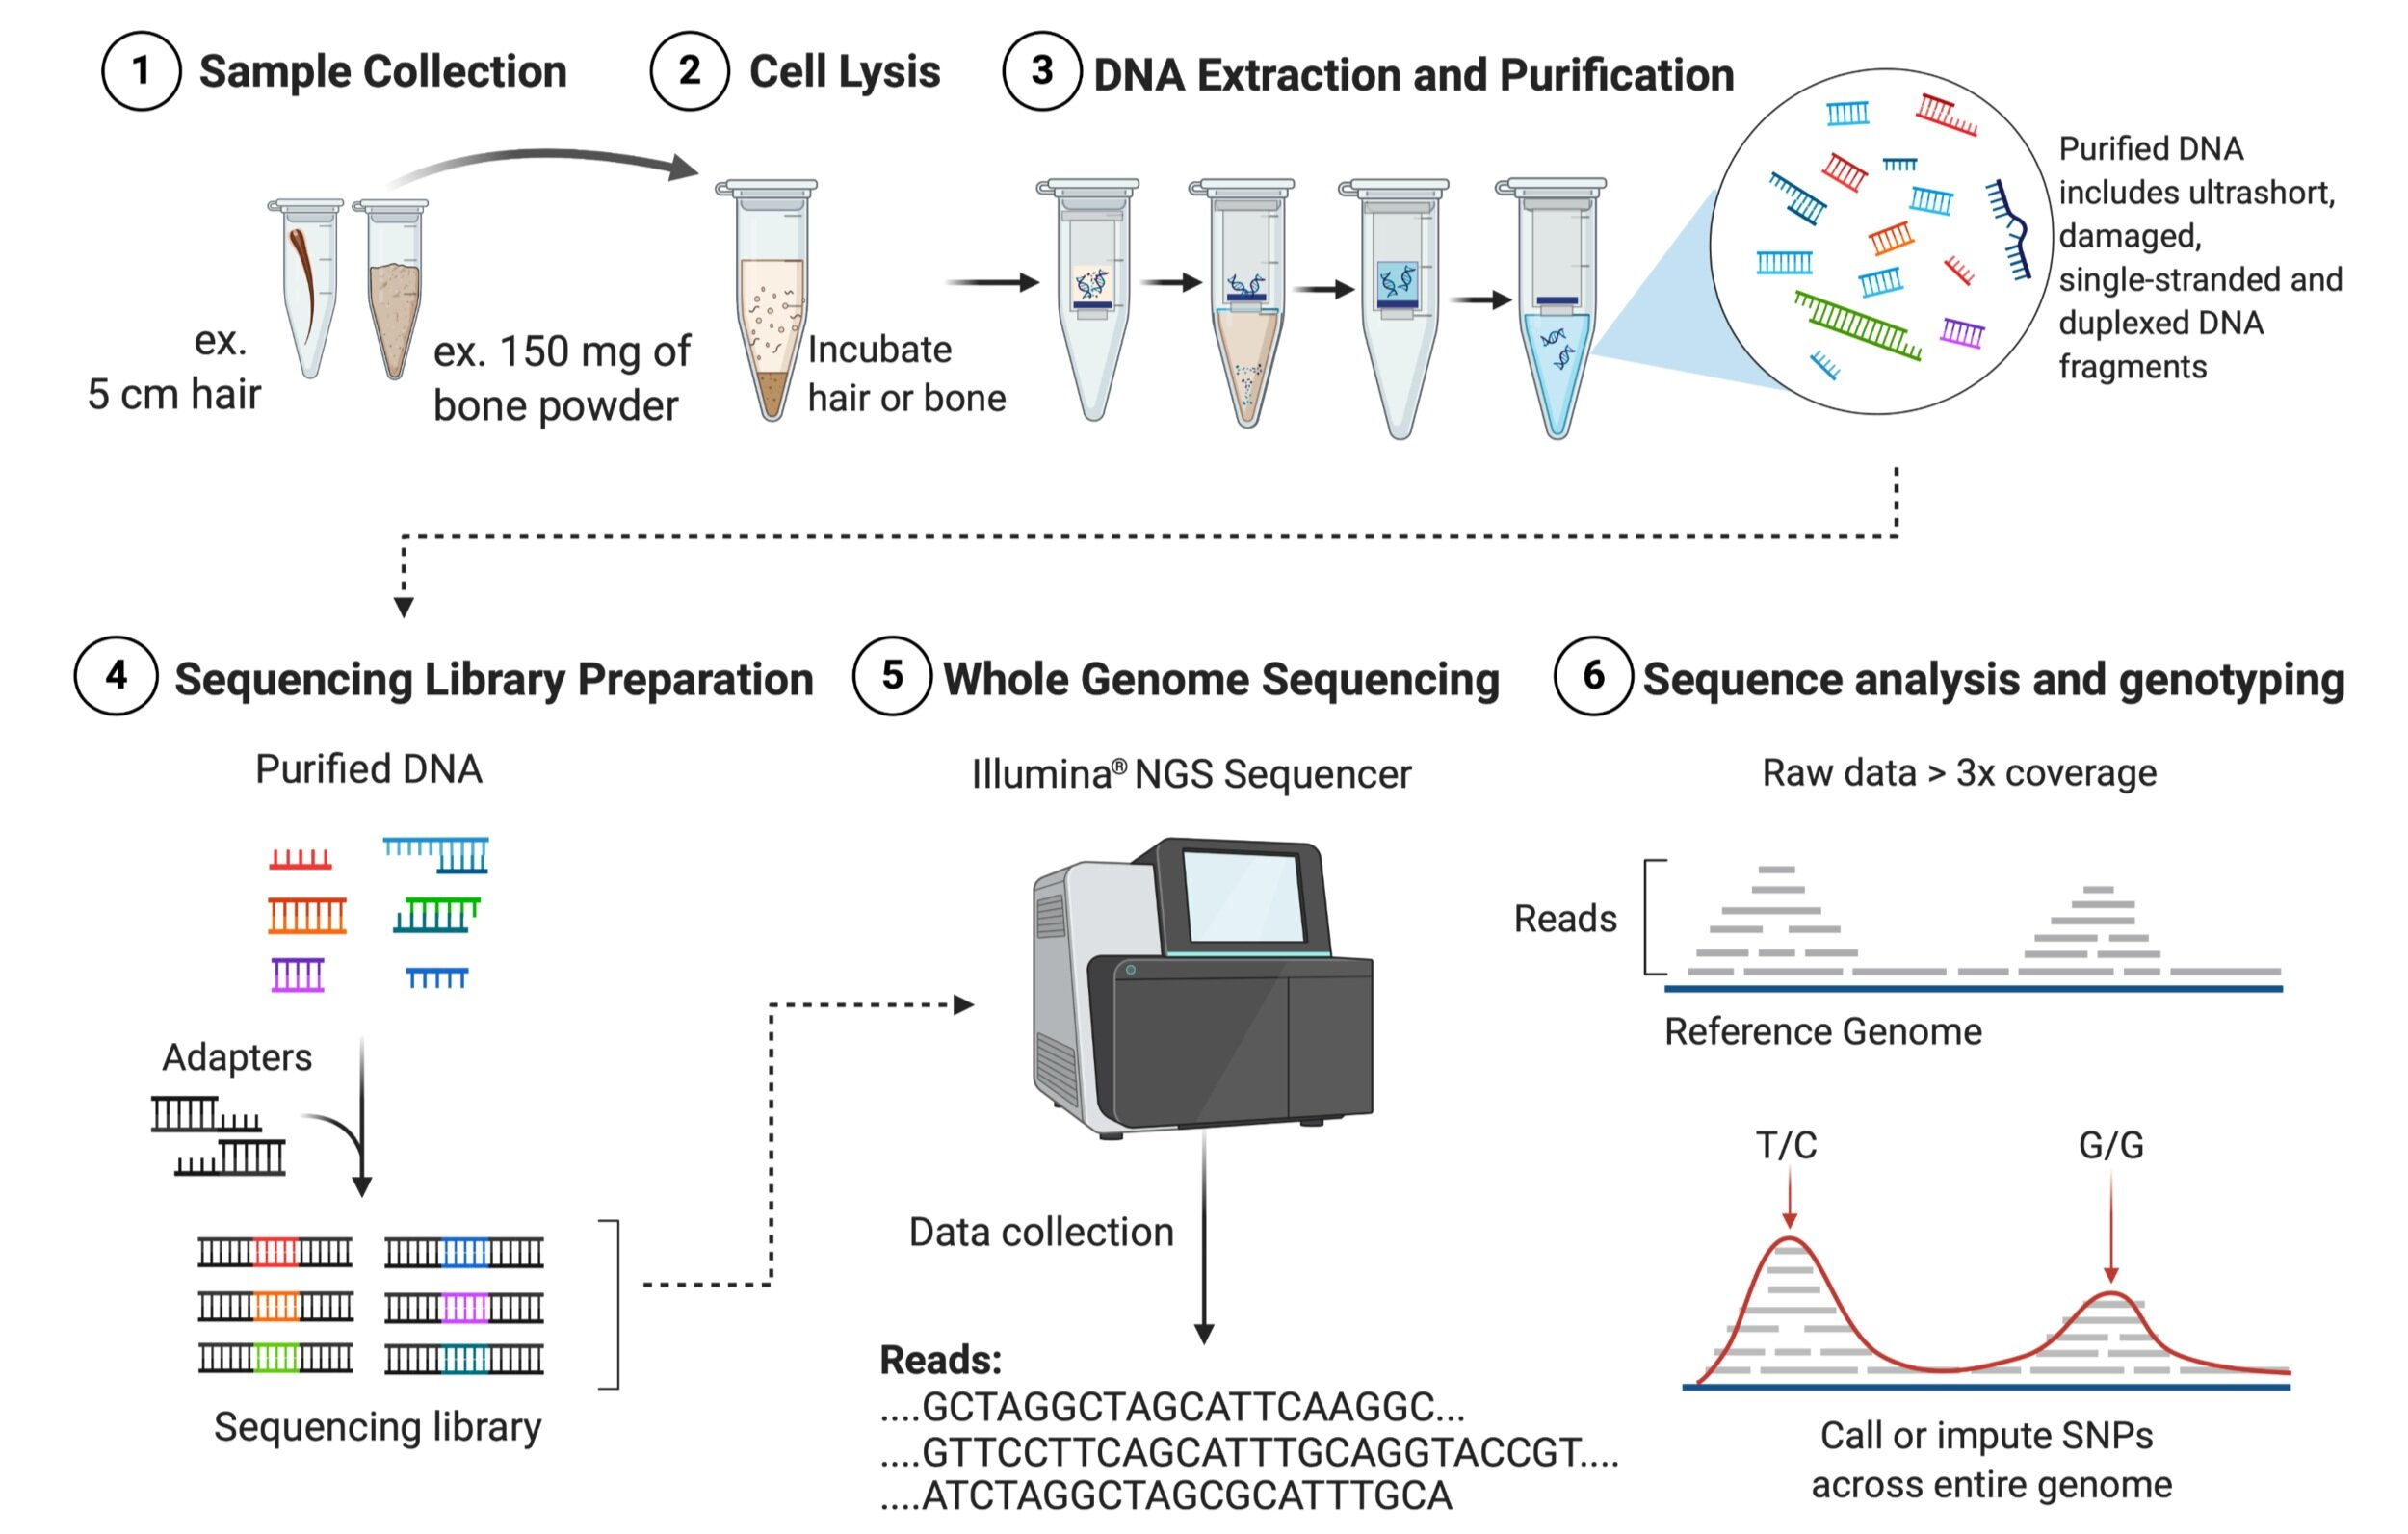 1 Sample Collection
2 Cell Lysis
3 DNA Extraction and Purification
ex.
5 cm hair
ex. 150 mg of
bone powder
Incubate
hair or bone
Purified DNA
includes ultrashort,
damaged,
single-stranded and
duplexed DNA
fragments
4 Sequencing Library Preparation
Purified DNA
Adapters
Sequencing library
5 Whole Genome Sequencing
Illumina® NGS Sequencer
Data collection
Reads:
....GCTAGGCTAGCATTCAAGGC...
....GTTCCTTCAGCATTTGCAGGTACCGT....
....ATCTAGGCTAGCGCATTTGCA
6 Sequence analysis and genotyping
Raw data > 3x coverage
Reads
Reference Genome
T/C
G/G
Call or impute SNPs
across entire genome